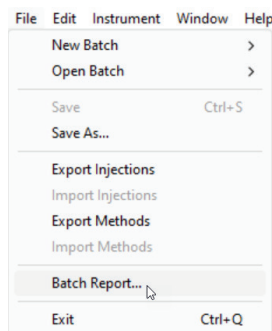 File Edit Instrument Window Help
New Batch >
Open Batch >
Save Ctrl+S
Save As...
Export Injections
Import Injections
Export Methods
Import Methods
Batch Report...
Exit Ctrl+Q